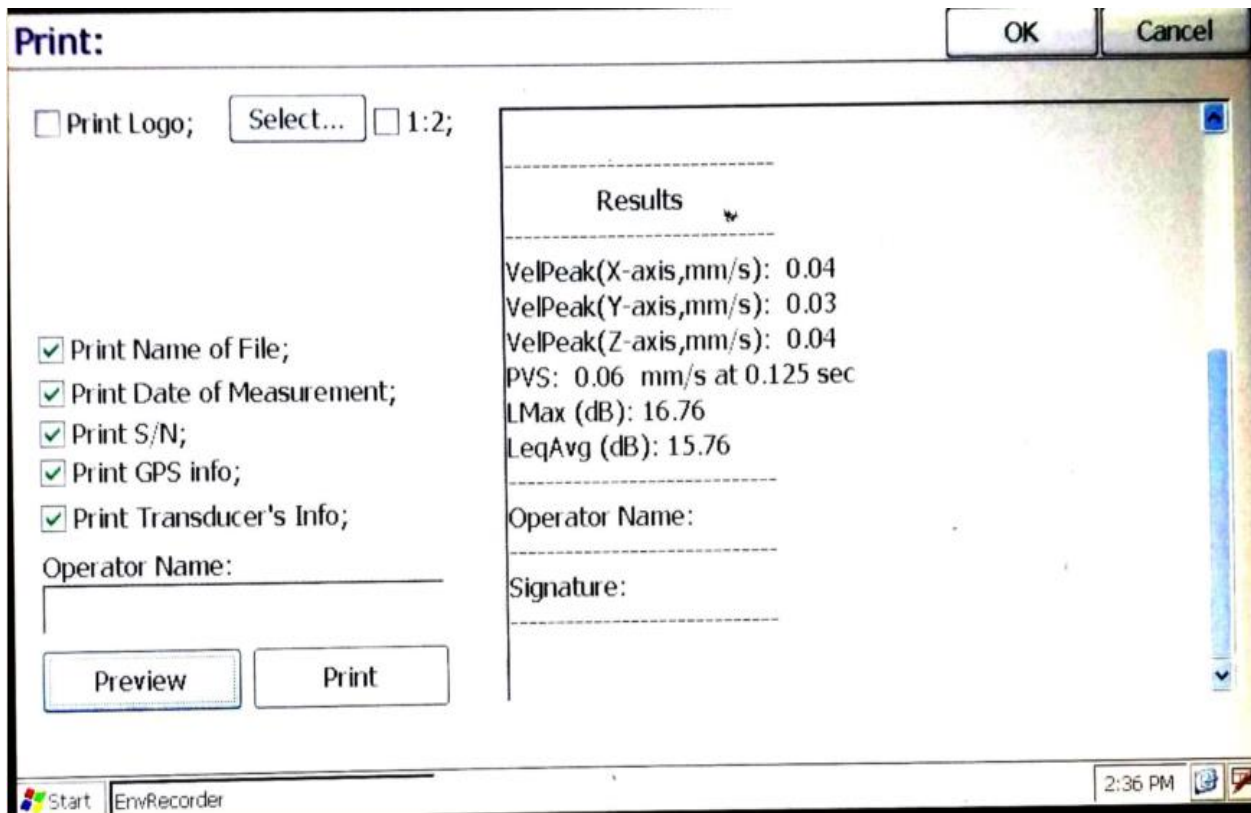 Print:
OK
Cancel
Print Logo;
Select...
1:2;
Print Name of File;
Print Date of Measurement;
Print S/N;
Print GPS info;
Print Transducer's Info;
Operator Name:
Preview
Print
--------------------------------
Results
--------------------------------
VelPeak(X-axis,mm/s): 0.04
VelPeak(Y-axis,mm/s): 0.03
VelPeak(Z-axis,mm/s): 0.04
PVS: 0.06 mm/s at 0.125 sec
LMax (dB): 16.76
LeqAvg (dB): 15.76
--------------------------------
Operator Name:
--------------------------------
Signature:
--------------------------------
Start
EnvRecorder
2:36 PM